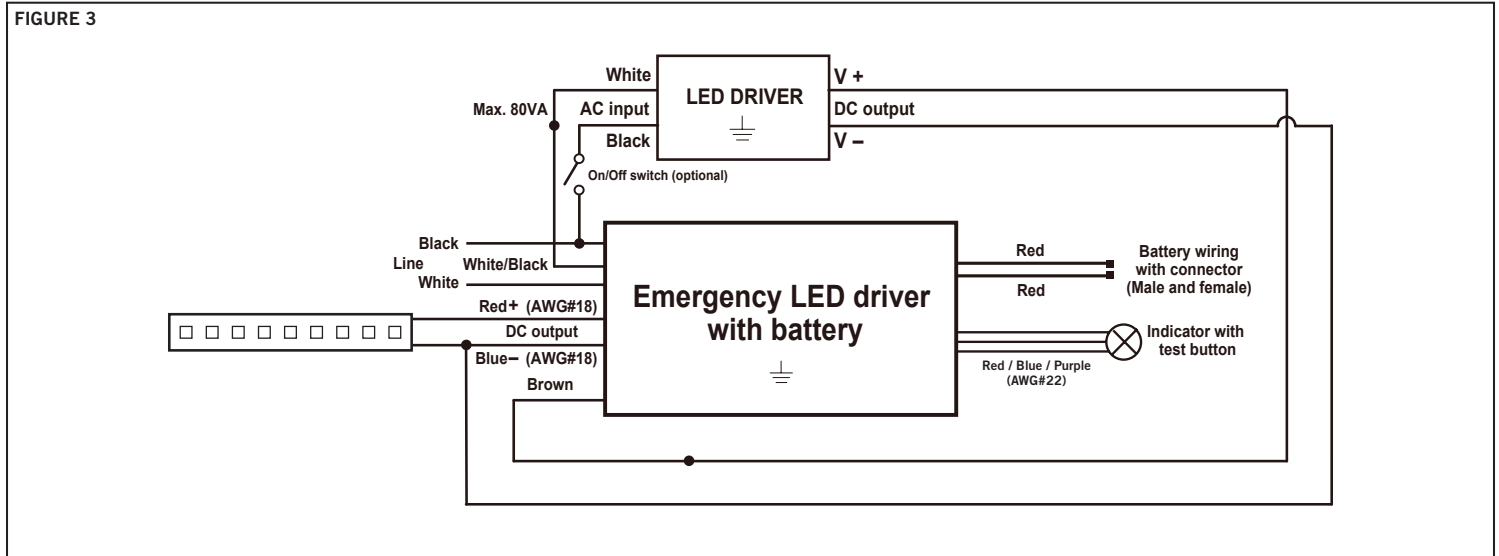 FIGURE 3
White
V +
LED DRIVER
Max. 80VA
AC input
DC output
Black
V –
On/Off switch (optional)
Black
Line
White/Black
White
Red+ (AWG#18)
DC output
Blue– (AWG#18)
Brown
Emergency LED driver
with battery
Red
Red
Battery wiring
with connector
(Male and female)
Indicator with
test button
Red / Blue / Purple
(AWG#22)